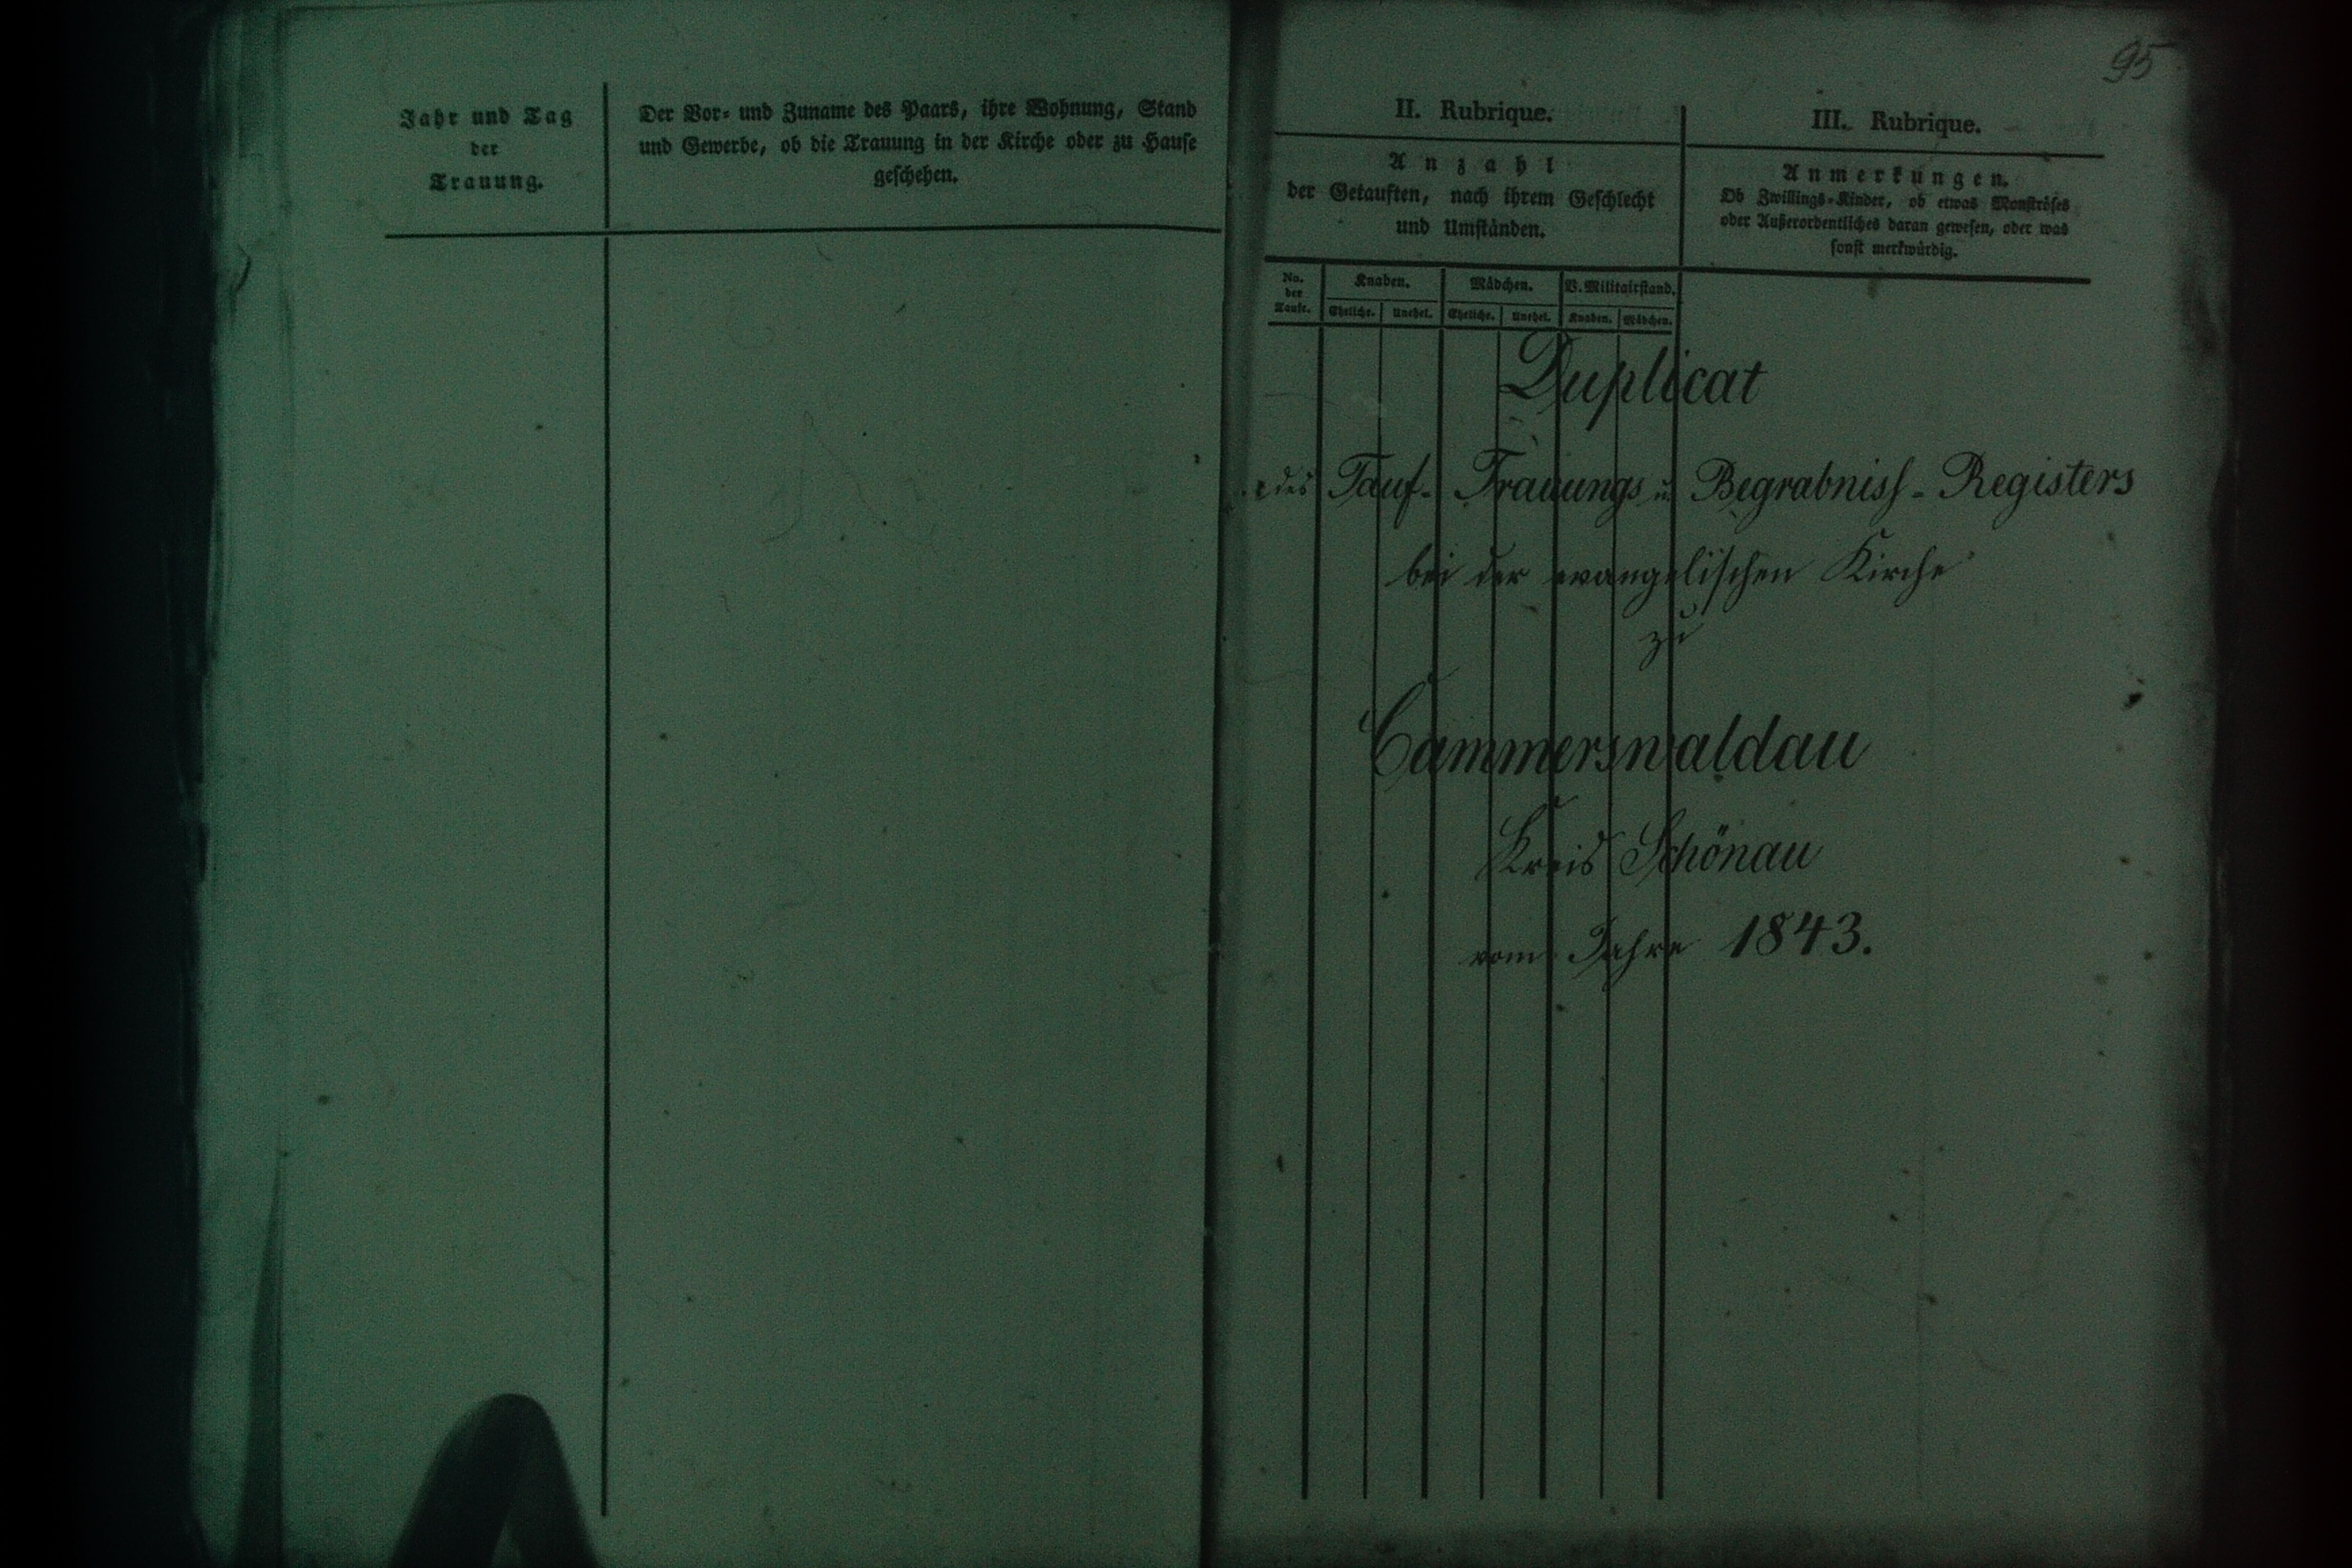 Jahr und Tag
der
Trauung.
Der Vor- und Zuname des Paars, ihre Wohnung, Stand
und Gewerbe, ob die Trauung in der Kirche oder zu Hause
geschehen.
95
II. Rubrique.
Anzahl
der Getauften, nach ihrem Geschlecht
und Umständen.
III. Rubrique.
Anmerkungen.
Ob Zwillings-Kinder, ob etwas Monströses
oder Außerordentliches daran gewesen, oder was
sonst merkwürdig.
No.
der
Taufe.
Knaben.
Mädchen.
V. Militairstand.
Eheliche.
Unehel.
Eheliche.
Unehel.
Knaben.
Mädchen.
Duplicat
des Tauf- Trauungs u. Begrabniss-Registers
bei der evangelischen Kirche
zu
Cammerswaldau
Kreis Schönau
vom Jahre 1843.